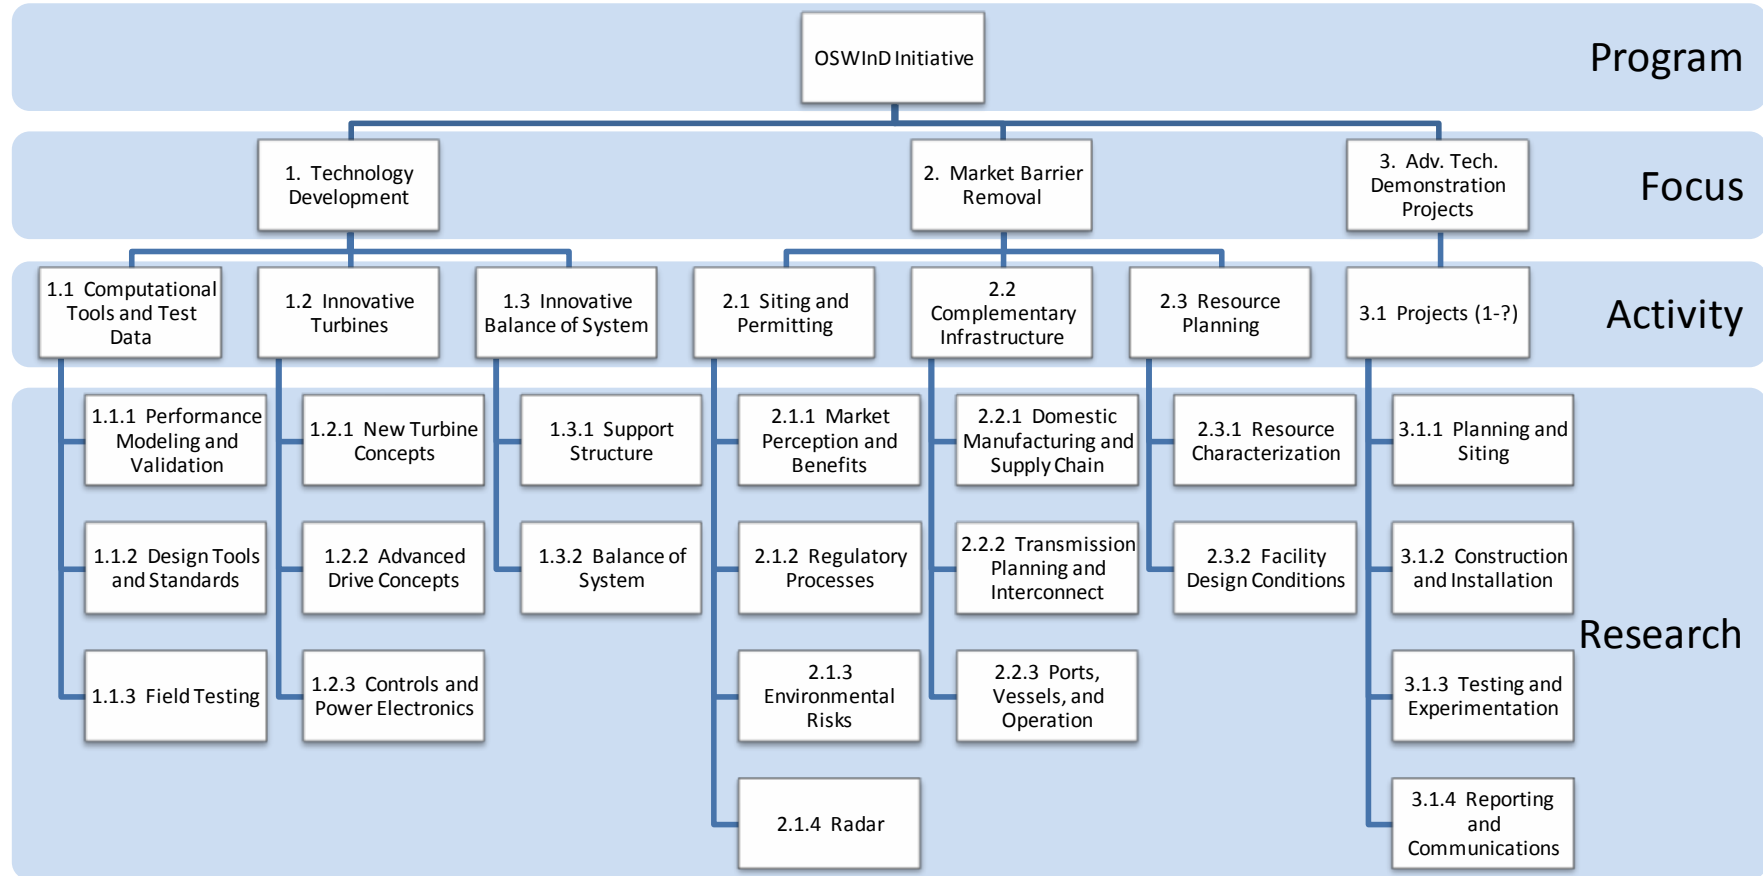 OSWInD Initiative
Program
1. Technology
Development
2. Market Barrier
Removal
3. Adv. Tech.
Demonstration
Projects
Focus
1.1 Computational
Tools and Test
Data
1.2 Innovative
Turbines
1.3 Innovative
Balance of System
2.1 Siting and
Permitting
2.2
Complementary
Infrastructure
2.3 Resource
Planning
3.1 Projects (1-?)
Activity
1.1.1 Performance
Modeling and
Validation
1.2.1 New Turbine
Concepts
1.3.1 Support
Structure
2.1.1 Market
Perception and
Benefits
2.2.1 Domestic
Manufacturing and
Supply Chain
2.3.1 Resource
Characterization
3.1.1 Planning and
Siting
1.1.2 Design Tools
and Standards
1.2.2 Advanced
Drive Concepts
1.3.2 Balance of
System
2.1.2 Regulatory
Processes
2.2.2 Transmission
Planning and
Interconnect
2.3.2 Facility
Design Conditions
3.1.2 Construction
and Installation
Research
1.1.3 Field Testing
1.2.3 Controls and
Power Electronics
2.1.3
Environmental
Risks
2.2.3 Ports,
Vessels, and
Operation
3.1.3 Testing and
Experimentation
2.1.4 Radar
3.1.4 Reporting
and
Communications